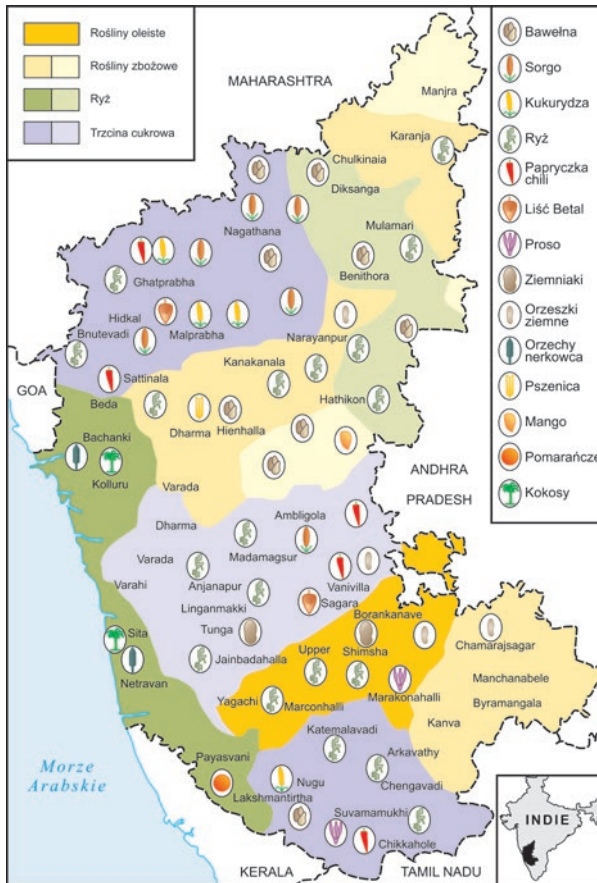 Rośliny oleiste
Rośliny zbożowe
Ryż
Trzcina cukrowa
MAHARASHTRA
Manjra
Karanja
Chulkinaia
Diksanga
Nagathana
Mulamari
Benithora
Ghatprabha
Hidkal
Bnutevadi
Malprabha
Narayanpur
Kanakanala
Sattinala
GOA
Beda
Hathikon
Dharma
Hienhalla
Bachanki
Kolluru
Varada
ANDHRA
PRADESH
Dharma
Ambligola
Madamagsur
Varada
Varahi
Anjanapur
Vanivilla
Linganmakki
Sagara
Sita
Tunga
Borankanave
Jainbadahalla
Upper
Shimsha
Chamarajsagar
Netravan
Manchanabele
Yagachi
Marconhalli
Marakonahalli
Byramangala
Kanva
Katemalavadi
Payasvani
Arkavathy
Chengavadi
Nugu
Lakshmantirtha
Suvamamukhi
Chikkahole
Morze
Arabskie
KERALA
TAMIL NADU
Bawełna
Sorgo
Kukurydza
Ryż
Papryczka
chili
Liść Betal
Proso
Ziemniaki
Orzeszki
ziemne
Orzechy
nerkowca
Pszenica
Mango
Pomarańcze
Kokosy
INDIE